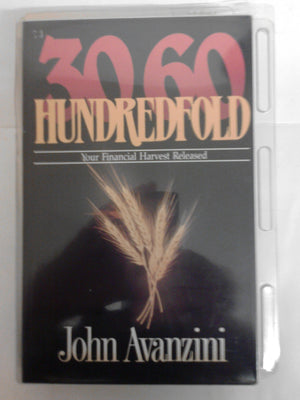 30 60
HUNDREDFOLD
Your Financial Harvest Released
John Avanzini